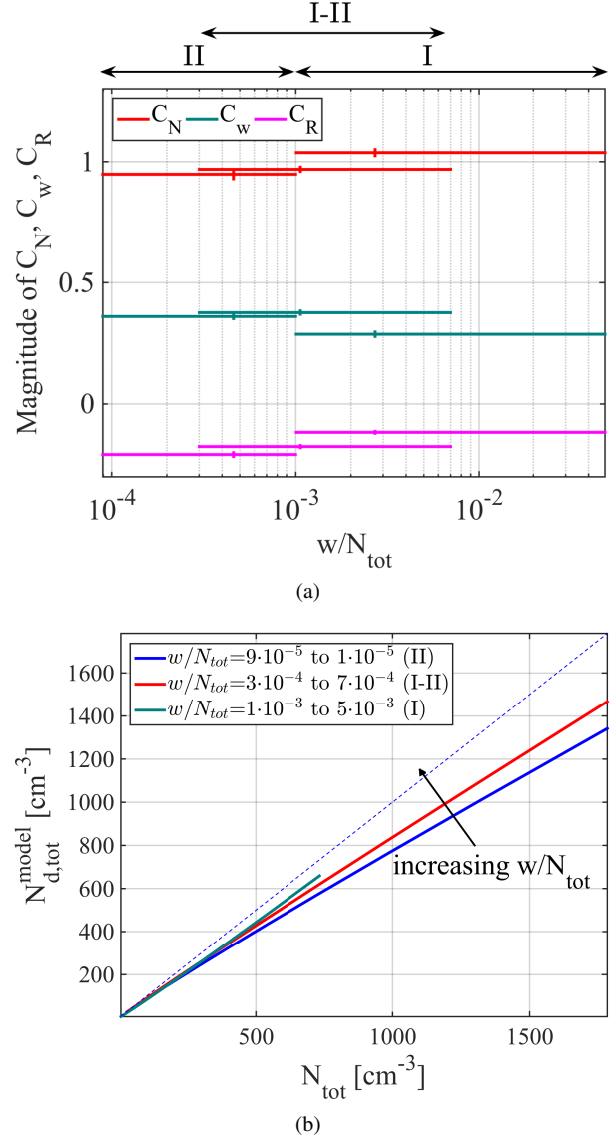 I-II
II I
C_N C_w C_R
Magnitude of C_N, C_w, C_R
1
0.5
0
10^-4 10^-3 10^-2
w/N_tot
(a)
w/N_tot=9·10^-5 to 1·10^-5 (II)
w/N_tot=3·10^-4 to 7·10^-4 (I-II)
w/N_tot=1·10^-3 to 5·10^-3 (I)
N_d,tot^model [cm^-3]
1600
1400
1200
1000
800
600
400
200
increasing w/N_tot
500 1000 1500
N_tot [cm^-3]
(b)